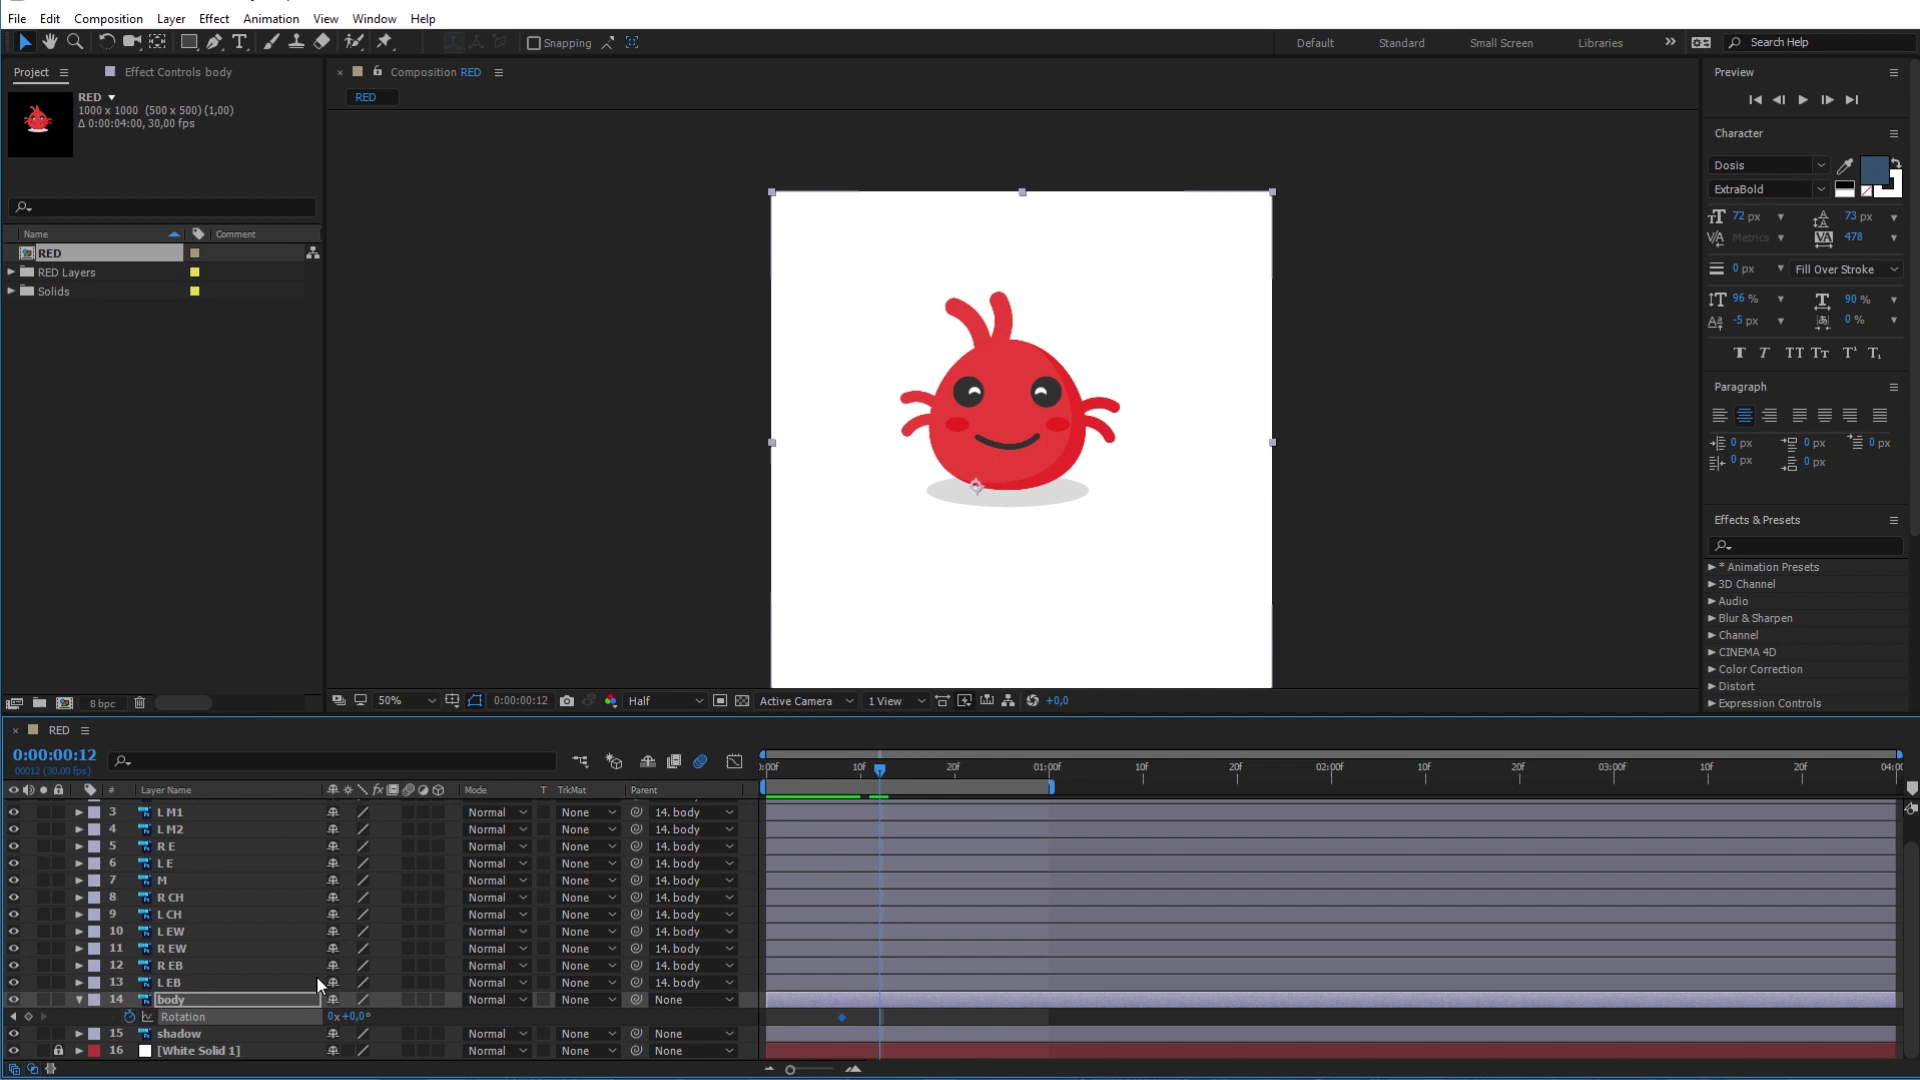 File Edit Composition Layer Effect Animation View Window Help
Snapping Default Standard Small Screen Libraries Search Help
Project Effect Controls body
RED
1000 x 1000 (500 x 500) (1,00)
Δ 0:00:04:00, 30,00 fps
Name Comment
RED
RED Layers
Solids
8 bpc
Composition RED
RED
50% 0:00:00:12 Half Active Camera 1 View +0,0
Preview
Character
Dosis
ExtraBold
72 px 73 px
Metrics 478
0 px Fill Over Stroke
96 % 90 %
-5 px 0 %
Paragraph
0 px 0 px 0 px
0 px 0 px
Effects & Presets
* Animation Presets
3D Channel
Audio
Blur & Sharpen
Channel
CINEMA 4D
Color Correction
Distort
Expression Controls
RED
0:00:00:12
00012 (30.00 fps)
# Layer Name Mode T TrkMat Parent
:00f 10f 20f 01:00f 10f 20f 02:00f 10f 20f 03:00f 10f 20f 04:0
3 L M1 Normal None 14. body
4 L M2 Normal None 14. body
5 R E Normal None 14. body
6 L E Normal None 14. body
7 M Normal None 14. body
8 R CH Normal None 14. body
9 L CH Normal None 14. body
10 L EW Normal None 14. body
11 R EW Normal None 14. body
12 R EB Normal None 14. body
13 L EB Normal None 14. body
14 body Normal None None
Rotation 0x+0,0°
15 shadow Normal None None
16 [White Solid 1] Normal None None